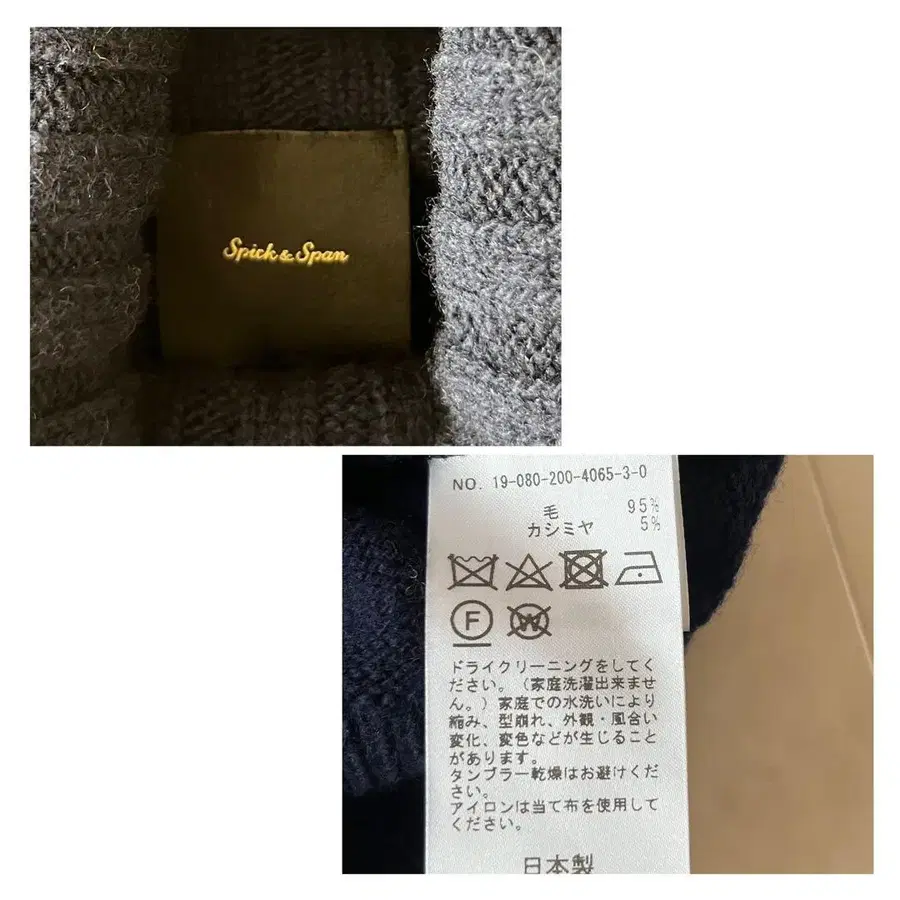 Spick & Span
NO. 19-080-200-4065-3-0
毛 95%
カシミヤ 5%
F
W
ドライクリーニングをしてく
ださい。（家庭洗濯出来ませ
ん。）家庭での水洗いにより
縮み、型崩れ、外観・風合い
変化、変色などが生じること
があります。
タンブラー乾燥はお避けくだ
さい。
アイロンは当て布を使用して
ください。
日本製